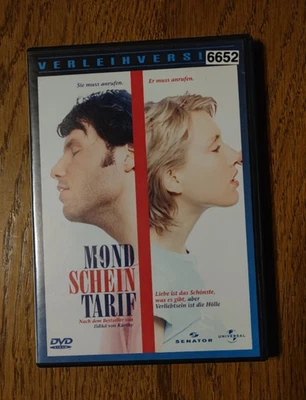 VERLEIHVERSI
6652
Sie muss anrufen.
Er muss anrufen.
MOND
SCHEIN
TARIF
Nach dem Bestseller von
Ildikó von Kürthy
Liebe ist das Schönste,
was es gibt, aber
Verliebtsein ist die Hölle
DVD
SENATOR
UNIVERSAL